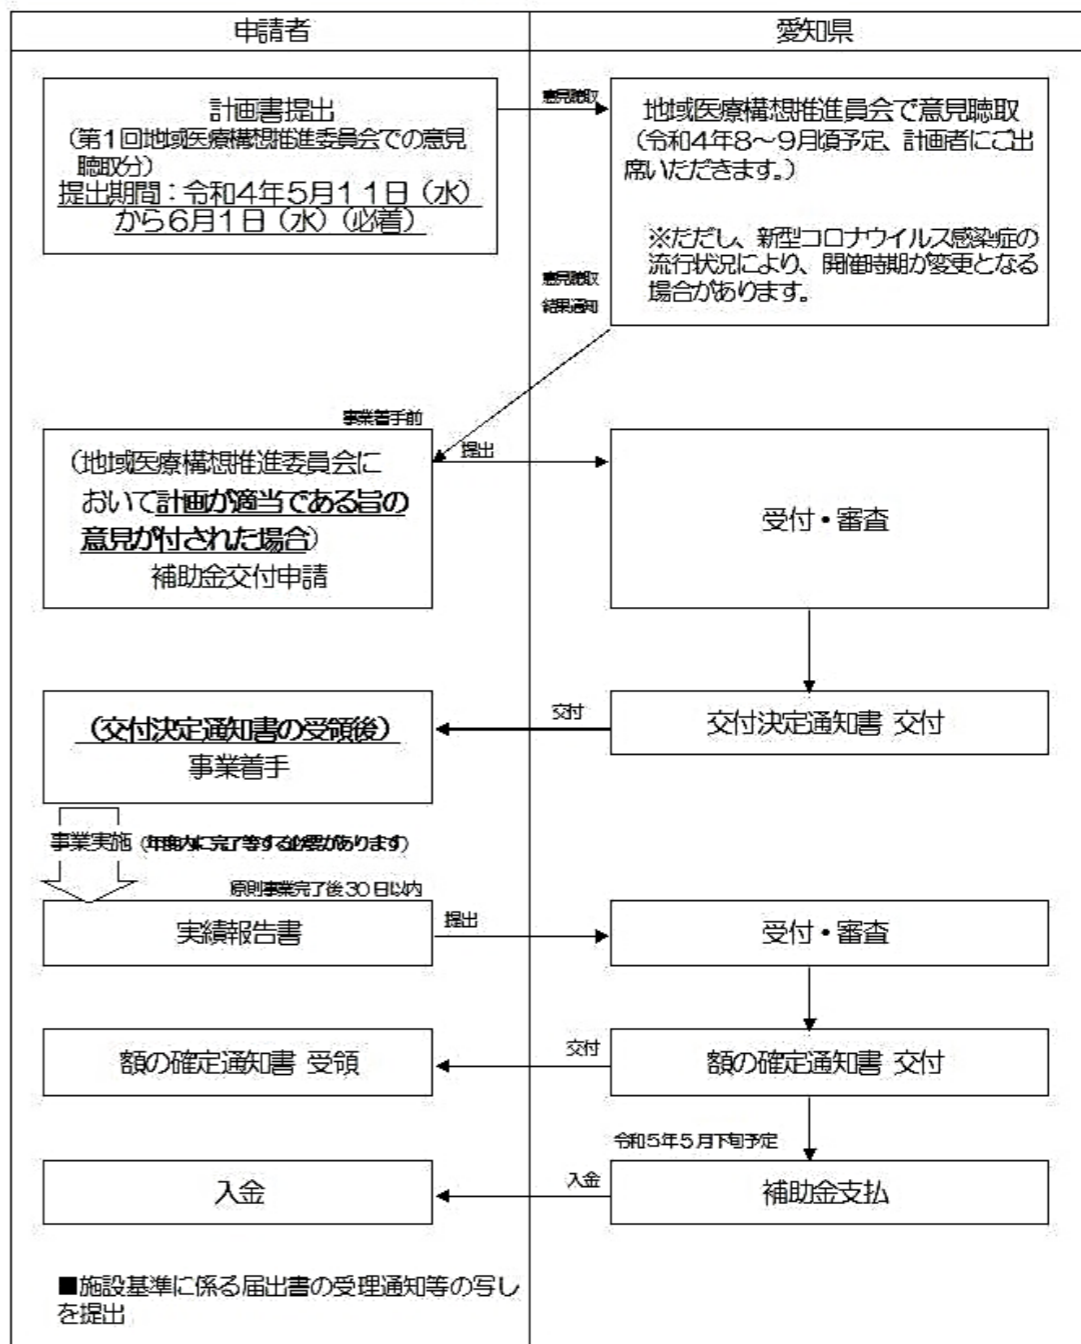 申請者
愛知県
計画書提出
(第1回地域医療構想推進委員会での意見
聴取分)
提出期間:令和4年5月11日(水)
から6月1日(水)(必着)
意見聴取
地域医療構想推進員会で意見聴取
(令和4年8~9月頃予定、計画者にご出
席いただきます。)
※ただし、新型コロナウイルス感染症の
流行状況により、開催時期が変更となる
場合があります。
意見聴取
結果通知
事業着手前
(地域医療構想推進委員会に
おいて計画が適当である旨の
意見が付された場合)
補助金交付申請
提出
受付・審査
交付決定通知書 交付
交付
(交付決定通知書の受領後)
事業着手
事業実施(年度内に完了等する必要があります)
原則事業完了後30日以内
実績報告書
提出
受付・審査
額の確定通知書 交付
交付
額の確定通知書 受領
令和5年5月下旬予定
補助金支払
入金
入金
■施設基準に係る届出書の受理通知等の写し
を提出